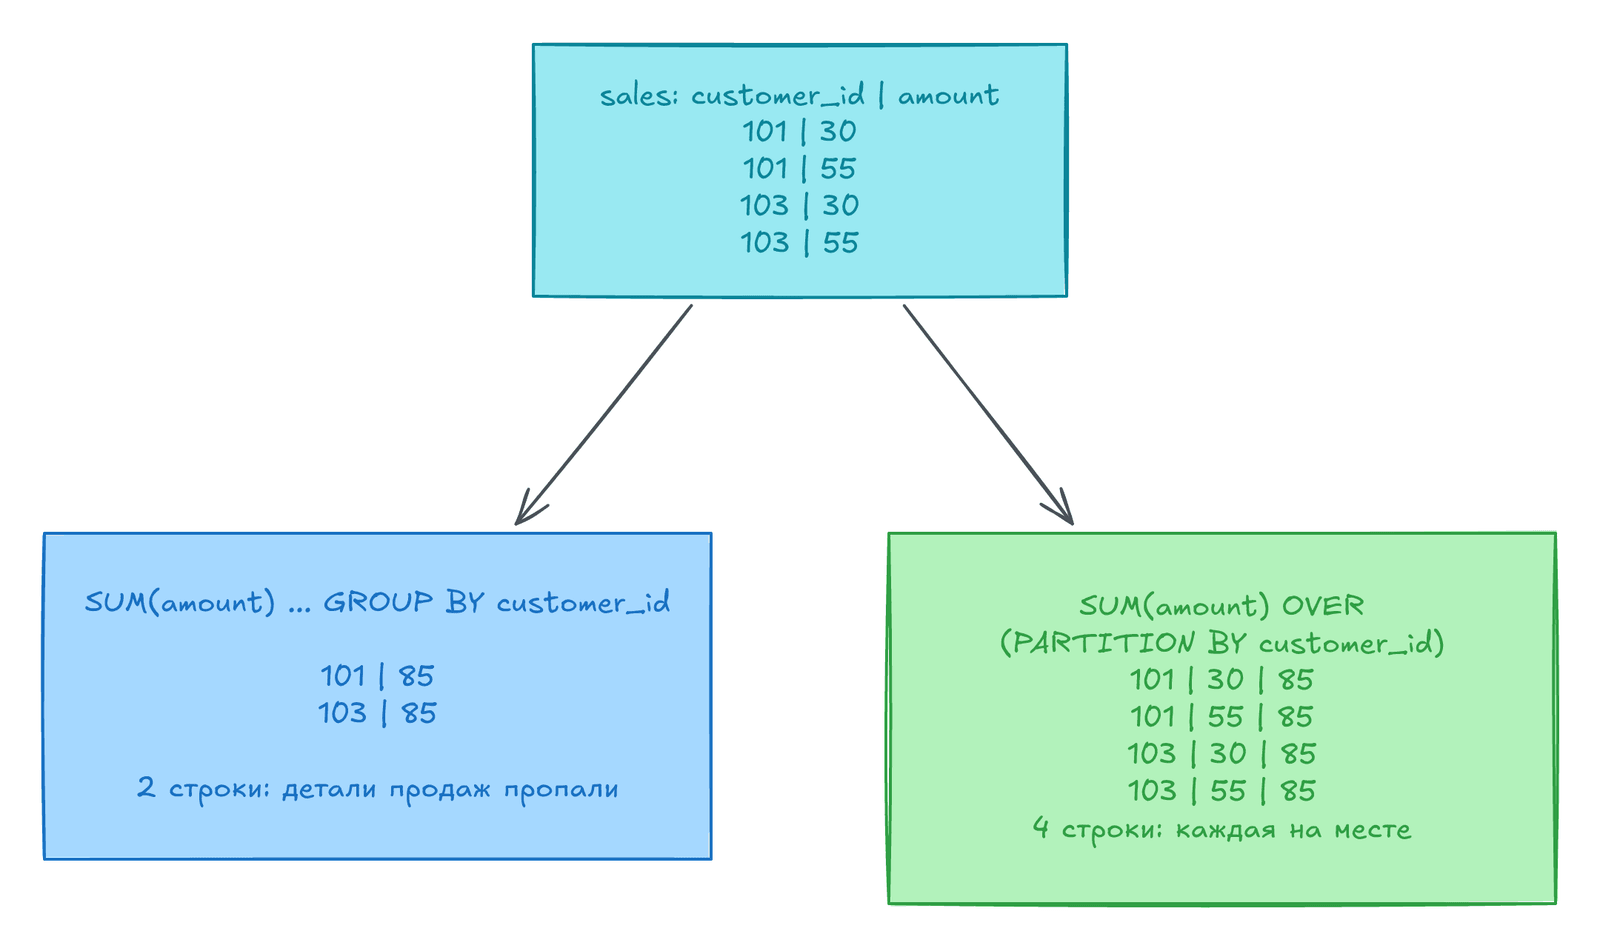 sales: customer_id | amount
101 | 30
101 | 55
103 | 30
103 | 55
SUM(amount) ... GROUP BY customer_id
101 | 85
103 | 85
2 строки: детали продаж пропали
SUM(amount) OVER
(PARTITION BY customer_id)
101 | 30 | 85
101 | 55 | 85
103 | 30 | 85
103 | 55 | 85
4 строки: каждая на месте